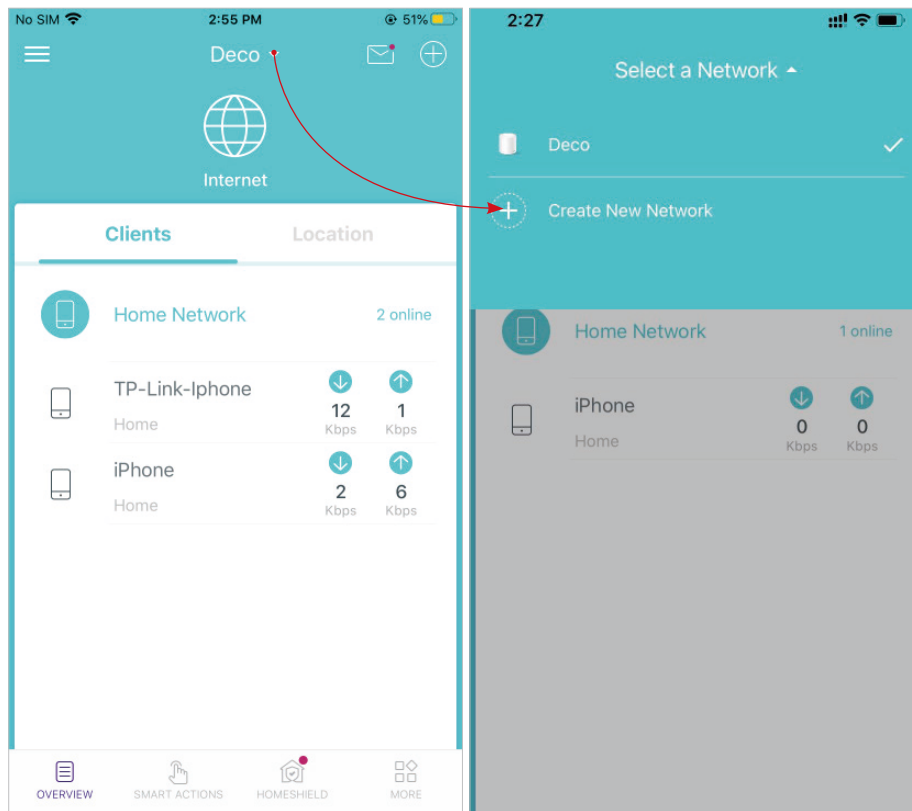 No SIM 2:55 PM 51%
Deco
Internet
Clients Location
Home Network 2 online
TP-Link-Iphone
12 1
Home Kbps Kbps
iPhone
2 6
Home Kbps Kbps
OVERVIEW SMART ACTIONS HOMESHIELD MORE
2:27
Select a Network
Deco
Create New Network
Home Network 1 online
iPhone
0 0
Home Kbps Kbps